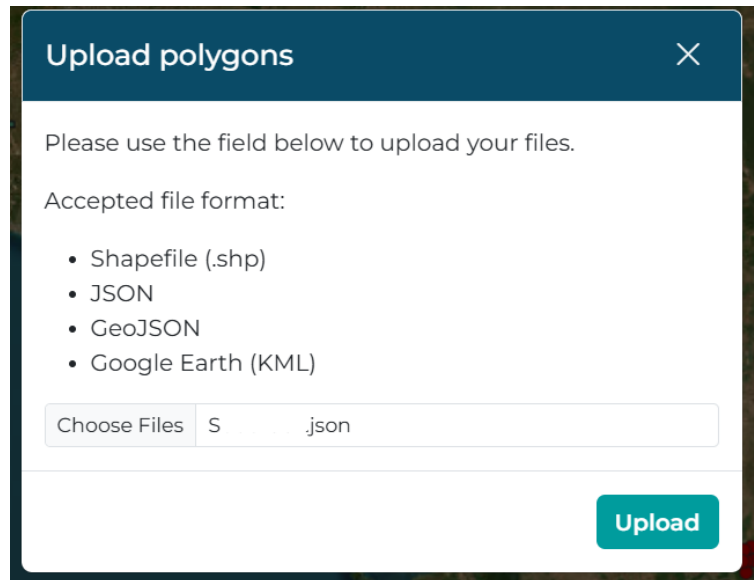 Upload polygons
Please use the field below to upload your files.
Accepted file format:
Shapefile (.shp)
JSON
GeoJSON
Google Earth (KML)
Choose Files S .json
Upload